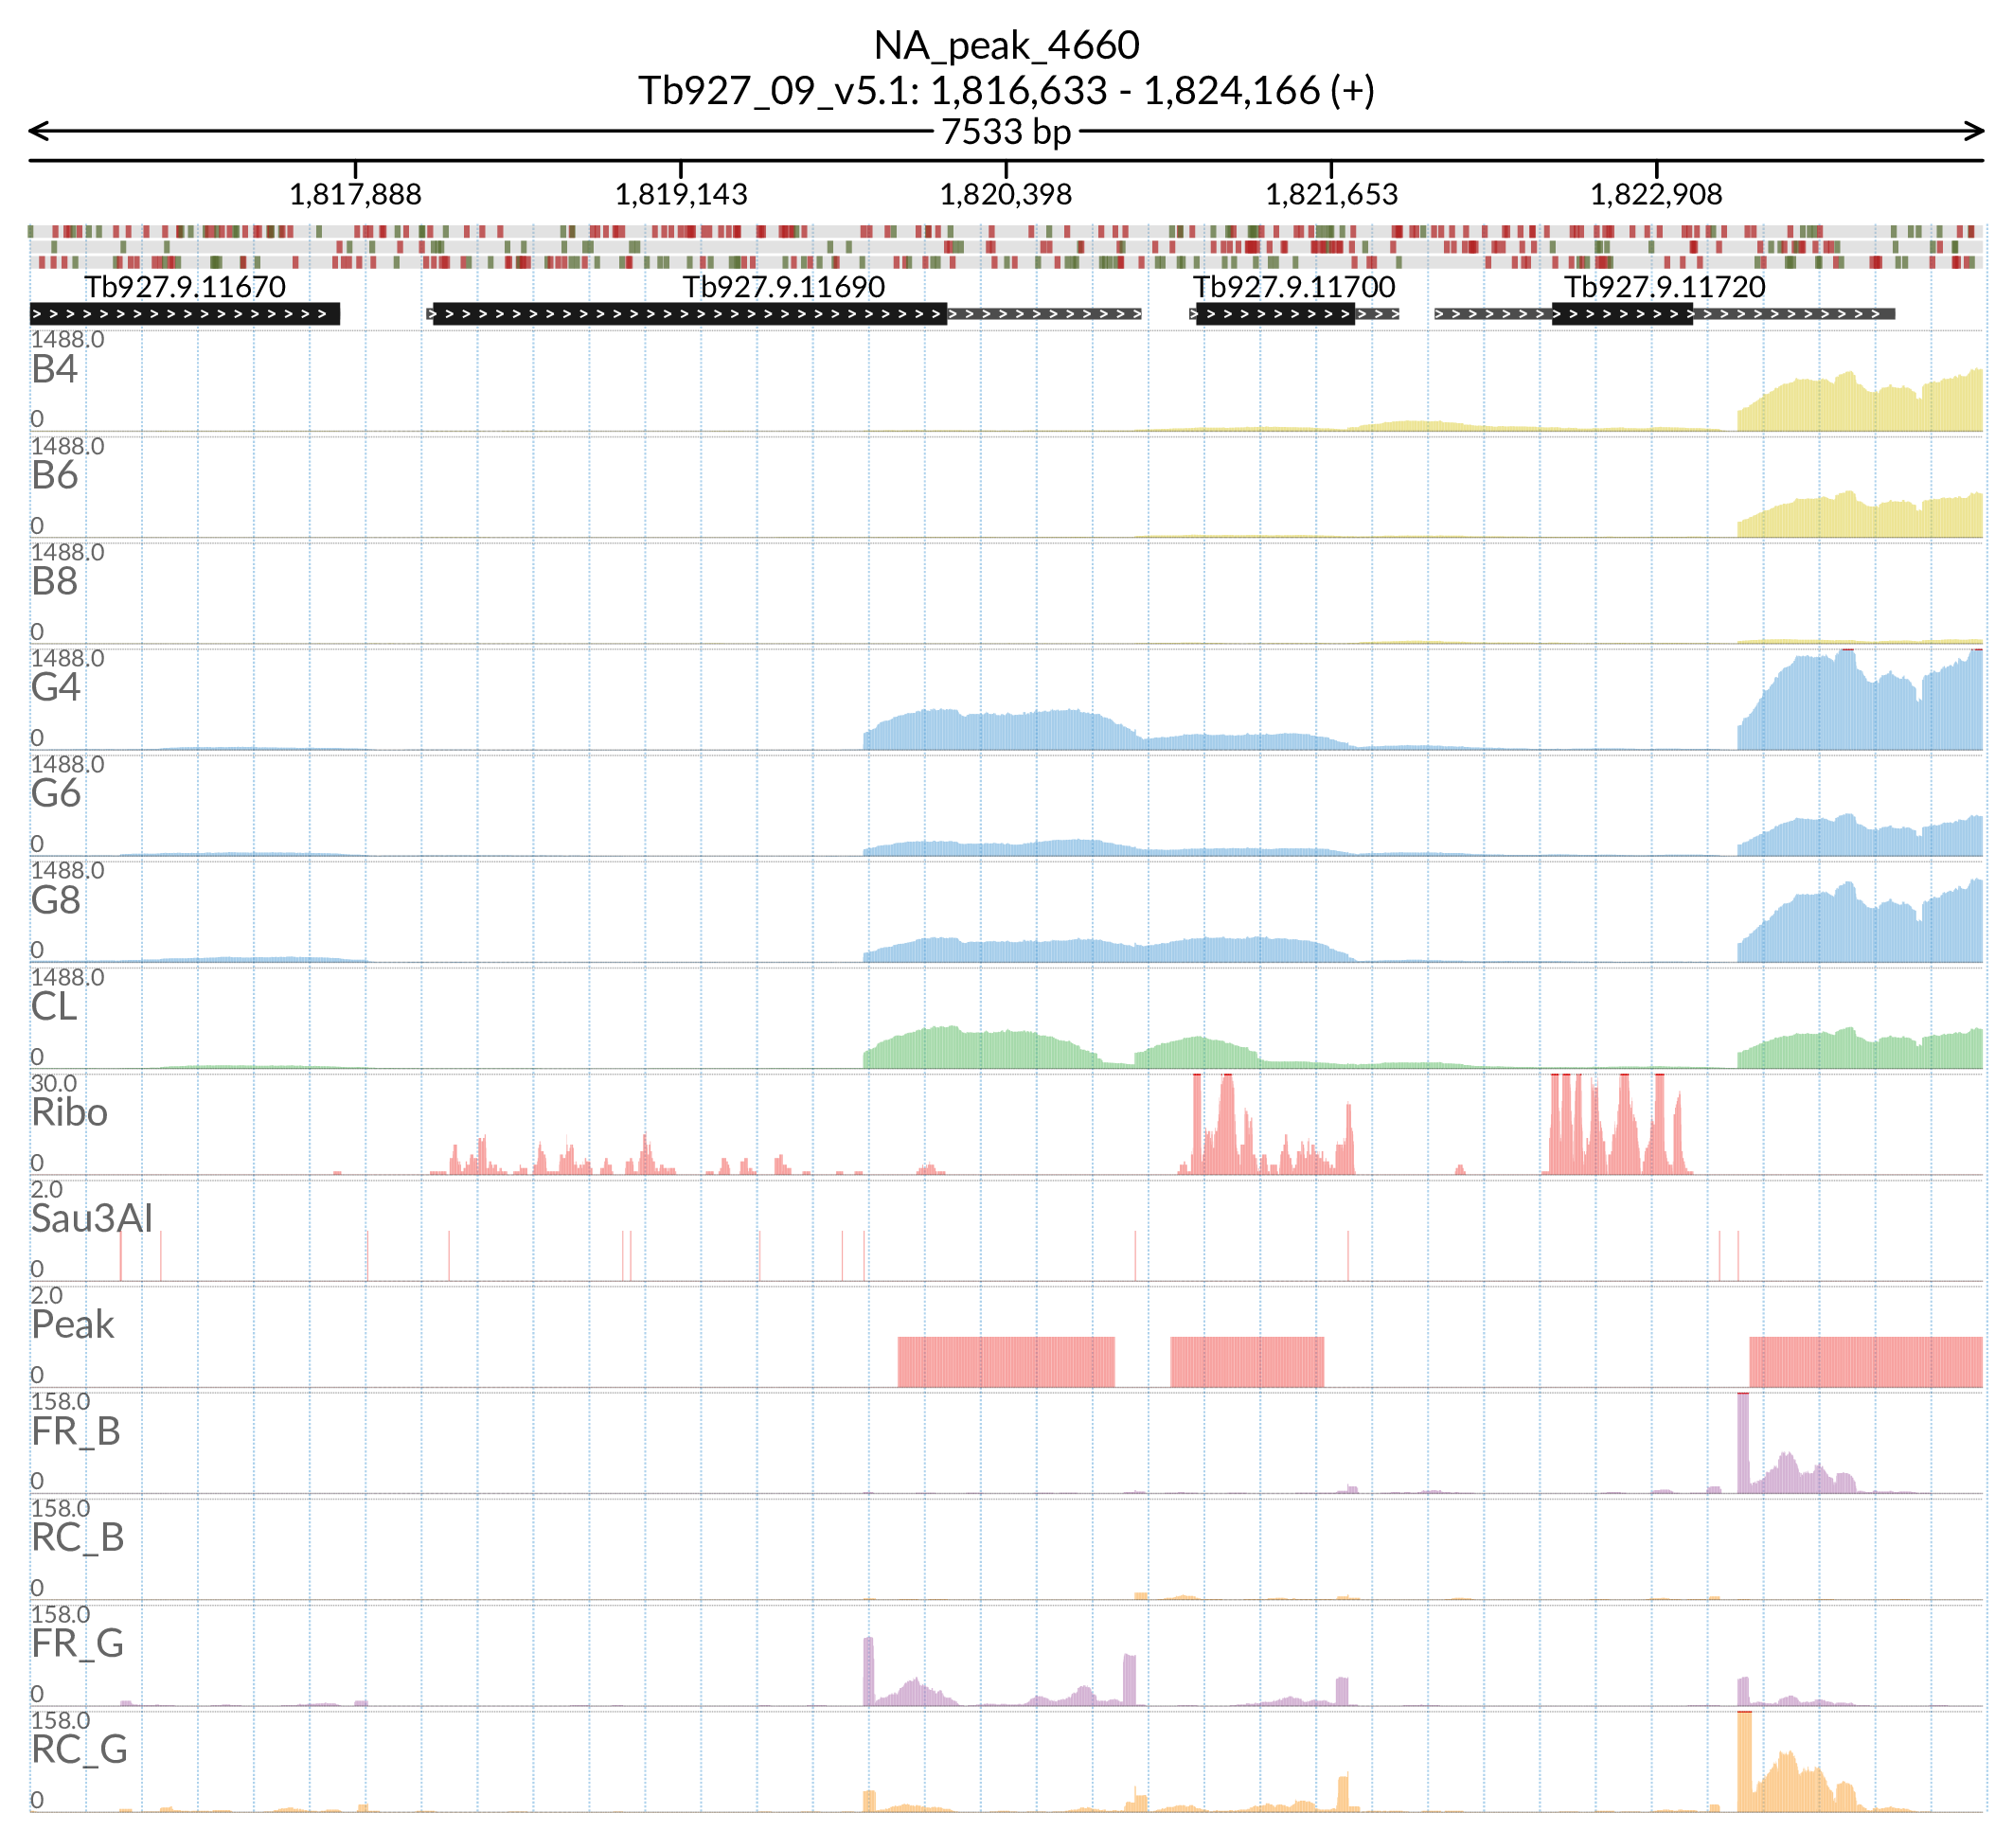 NA_peak_4660
Tb927_09_v5.1: 1,816,633 - 1,824,166 (+)
7533 bp
1,817,888 1,819,143 1,820,398 1,821,653 1,822,908
Tb927.9.11670 Tb927.9.11690 Tb927.9.11700 Tb927.9.11720
1488.0
B4
0
1488.0
B6
0
1488.0
B8
0
1488.0
G4
0
1488.0
G6
0
1488.0
G8
0
1488.0
CL
0
30.0
Ribo
0
2.0
Sau3AI
0
2.0
Peak
0
158.0
FR_B
0
158.0
RC_B
0
158.0
FR_G
0
158.0
RC_G
0